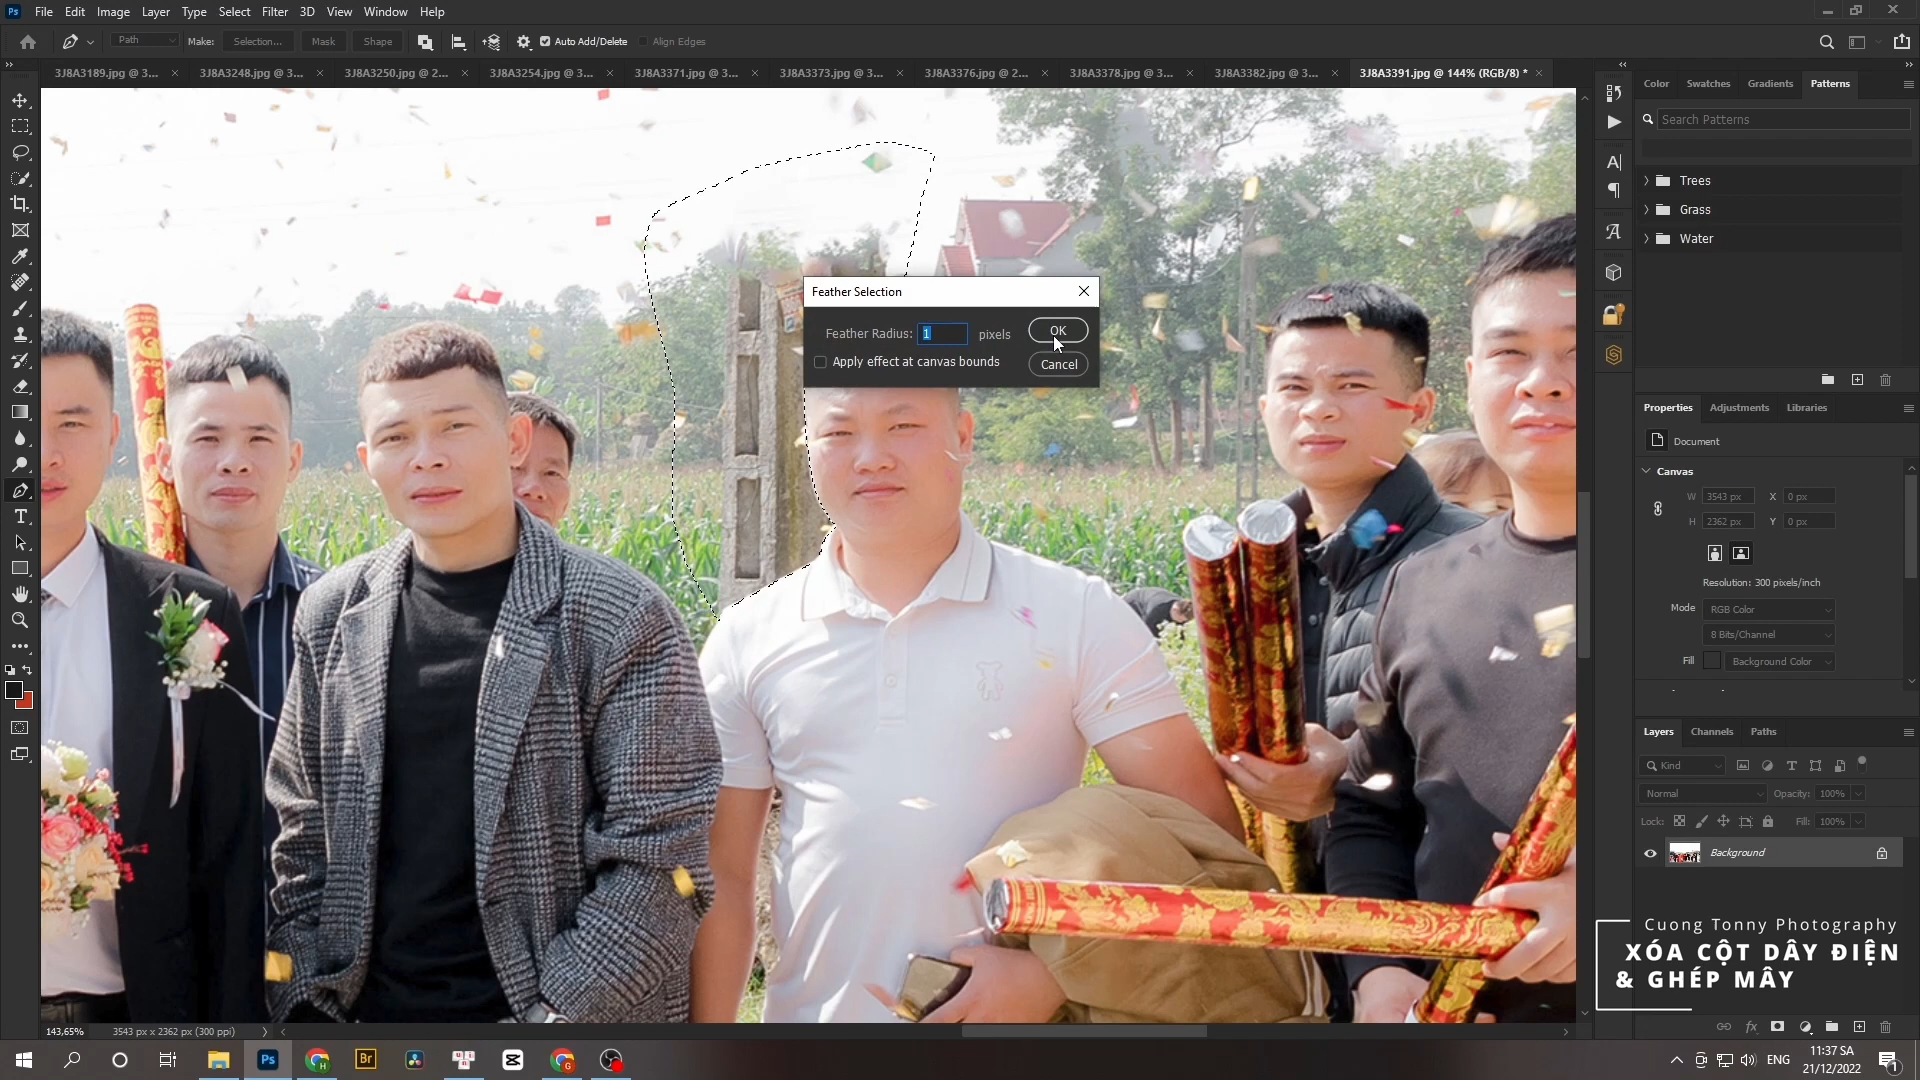 Ps File Edit Image Layer Type Select Filter 3D View Window Help
Path Make: Selection... Mask Shape Auto Add/Delete Align Edges
3J8A3189.jpg @ 3... 3J8A3248.jpg @ 3... 3J8A3250.jpg @ 2... 3J8A3254.jpg @ 3... 3J8A3371.jpg @ 3... 3J8A3373.jpg @ 3... 3J8A3376.jpg @ 2... 3J8A3378.jpg @ 3... 3J8A3382.jpg @ 3... 3J8A3391.jpg @ 144% (RGB/8) *
Color Swatches Gradients Patterns
Search Patterns
Trees
Grass
Water
Feather Selection
Feather Radius: 1 pixels OK
Apply effect at canvas bounds Cancel
Properties Adjustments Libraries
Document
Canvas
W 3543 px X 0 px
H 2362 px Y 0 px
Resolution: 300 pixels/inch
Mode RGB Color
8 Bits/Channel
Fill Background Color
Layers Channels Paths
Kind
Normal Opacity: 100%
Lock: Fill: 100%
Background
Cuong Tonny Photography
XÓA CỘT DÂY ĐIỆN
& GHÉP MÂY
143,65% 3543 px x 2362 px (300 ppi)
Ps Br ENG 11:37 SA
21/12/2022 1